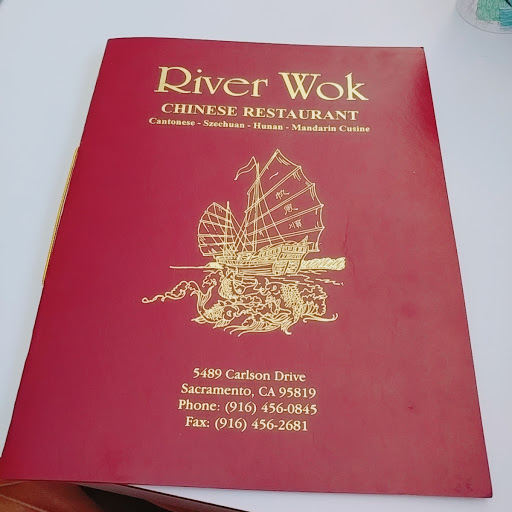 River Wok
CHINESE RESTAURANT
Cantonese - Szechuan - Hunan - Mandarin Cusine
5489 Carlson Drive
Sacramento, CA 95819
Phone: (916) 456-0845
Fax: (916) 456-2681